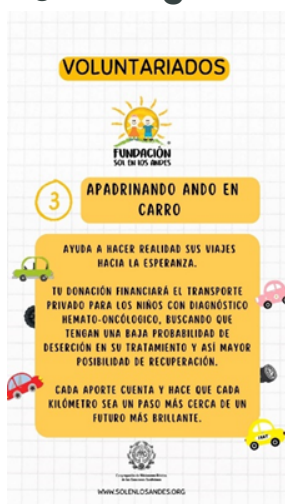 VOLUNTARIADOS
FUNDACIÓN
SOL EN LOS ANDES
3
APADRINANDO ANDO EN
CARRO
AYUDA A HACER REALIDAD SUS VIAJES
HACIA LA ESPERANZA.
TU DONACIÓN FINANCIARÁ EL TRANSPORTE
PRIVADO PARA LOS NIÑOS CON DIAGNÓSTICO
HEMATO-ONCÓLOGICO, BUSCANDO QUE
TENGAN UNA BAJA PROBABILIDAD DE
DESERCIÓN EN SU TRATAMIENTO Y ASÍ MAYOR
POSIBILIDAD DE RECUPERACIÓN.
CADA APORTE CUENTA Y HACE QUE CADA
KILÓMETRO SEA UN PASO MÁS CERCA DE UN
FUTURO MÁS BRILLANTE.
WWW.SOLENLOSANDES.ORG